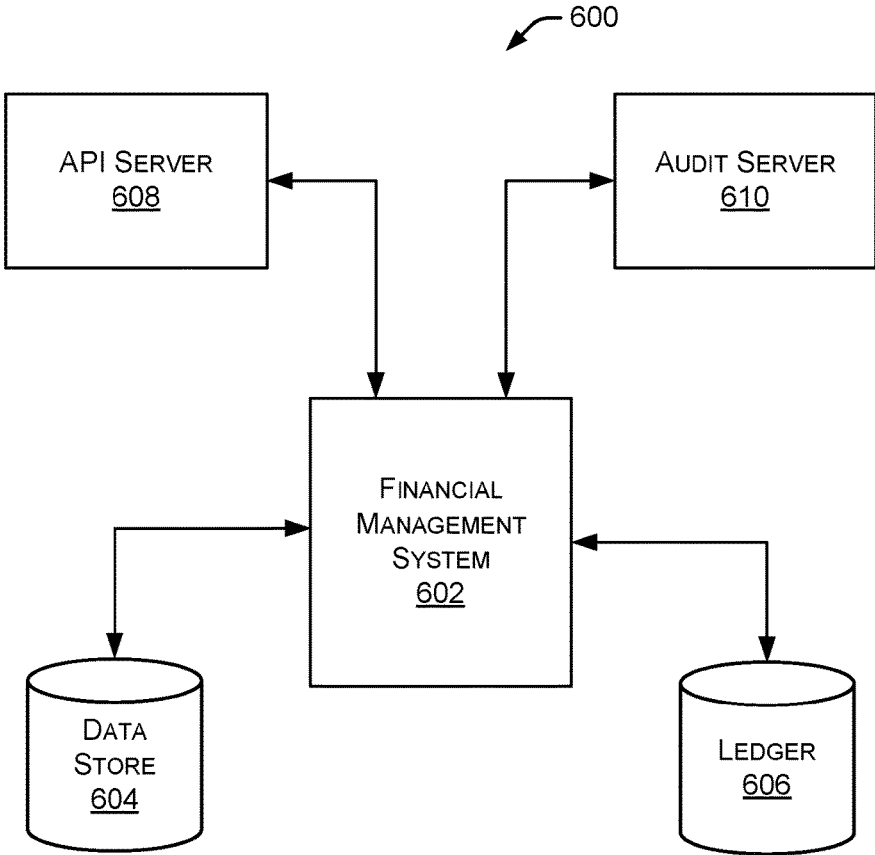 600
API SERVER
608
AUDIT SERVER
610
FINANCIAL
MANAGEMENT
SYSTEM
602
DATA
STORE
604
LEDGER
606